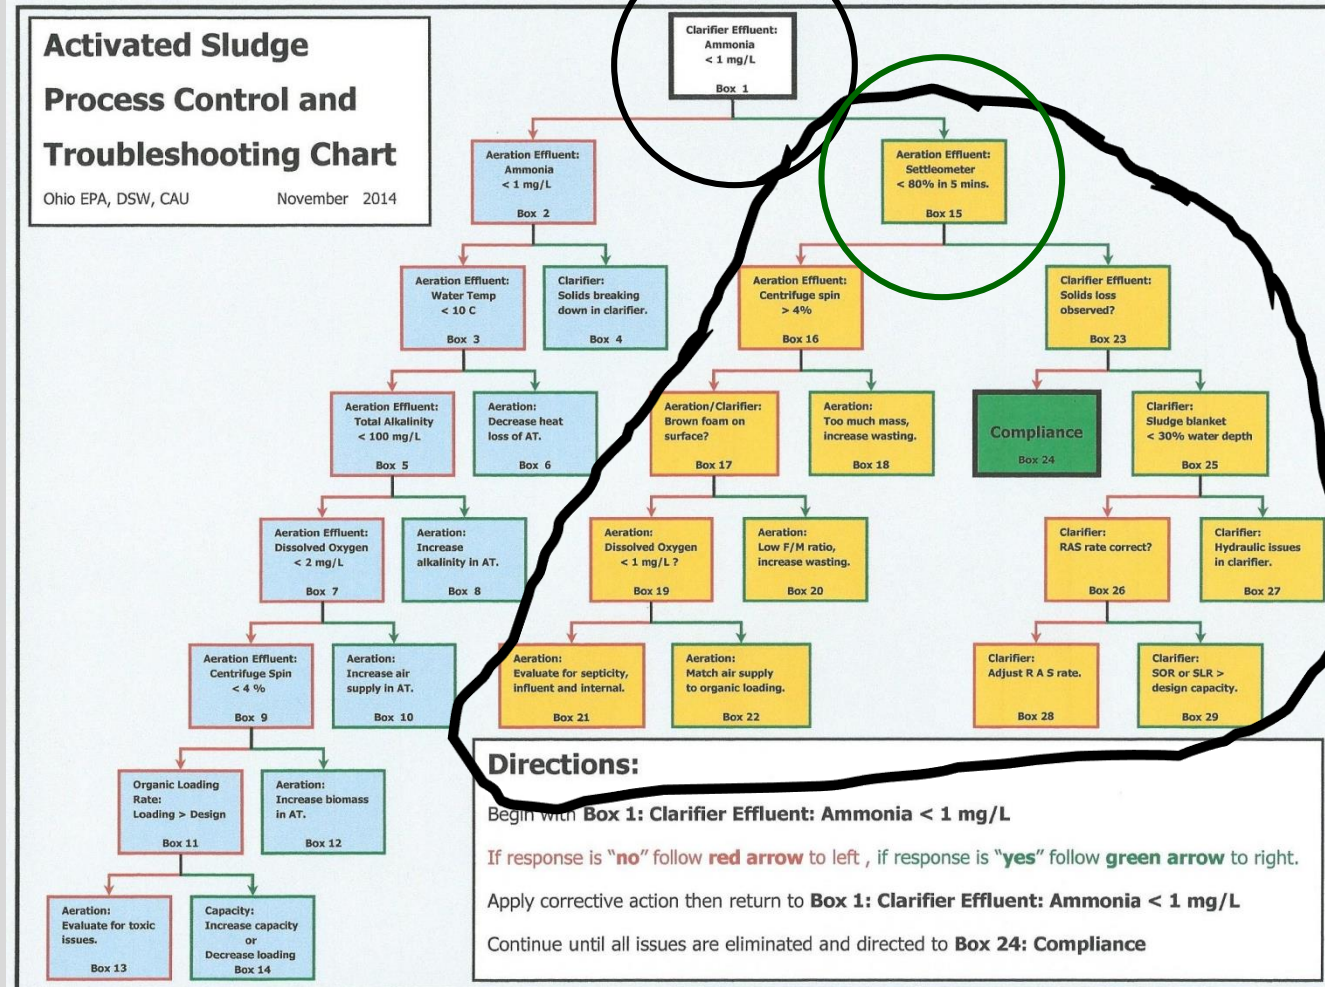 Activated Sludge
Process Control and
Troubleshooting Chart
Ohio EPA, DSW, CAU November 2014
Clarifier Effluent:
Ammonia
< 1 mg/L
Box 1
Aeration Effluent:
Ammonia
< 1 mg/L
Box 2
Aeration Effluent:
Settleometer
< 80% in 5 mins.
Box 15
Aeration Effluent:
Water Temp
< 10 C
Box 3
Clarifier:
Solids breaking
down in clarifier.
Box 4
Aeration Effluent:
Centrifuge spin
> 4%
Box 16
Clarifier Effluent:
Solids loss
observed?
Box 23
Aeration Effluent:
Total Alkalinity
< 100 mg/L
Box 5
Aeration:
Decrease heat
loss of AT.
Box 6
Aeration/Clarifier:
Brown foam on
surface?
Box 17
Aeration:
Too much mass,
increase wasting.
Box 18
Compliance
Box 24
Clarifier:
Sludge blanket
< 30% water depth
Box 25
Aeration Effluent:
Dissolved Oxygen
< 2 mg/L
Box 7
Aeration:
Increase
alkalinity in AT.
Box 8
Aeration:
Dissolved Oxygen
< 1 mg/L ?
Box 19
Aeration:
Low F/M ratio,
increase wasting.
Box 20
Clarifier:
RAS rate correct?
Box 26
Clarifier:
Hydraulic issues
in clarifier.
Box 27
Aeration Effluent:
Centrifuge Spin
< 4 %
Box 9
Aeration:
Increase air
supply in AT.
Box 10
Aeration:
Evaluate for septicity,
influent and internal.
Box 21
Aeration:
Match air supply
to organic loading.
Box 22
Clarifier:
Adjust R A S rate.
Box 28
Clarifier:
SOR or SLR >
design capacity.
Box 29
Organic Loading
Rate:
Loading > Design
Box 11
Aeration:
Increase biomass
in AT.
Box 12
Aeration:
Evaluate for toxic
issues.
Box 13
Capacity:
Increase capacity
or
Decrease loading
Box 14
Directions:
Begin with Box 1: Clarifier Effluent: Ammonia < 1 mg/L
If response is "no" follow red arrow to left , if response is "yes" follow green arrow to right.
Apply corrective action then return to Box 1: Clarifier Effluent: Ammonia < 1 mg/L
Continue until all issues are eliminated and directed to Box 24: Compliance